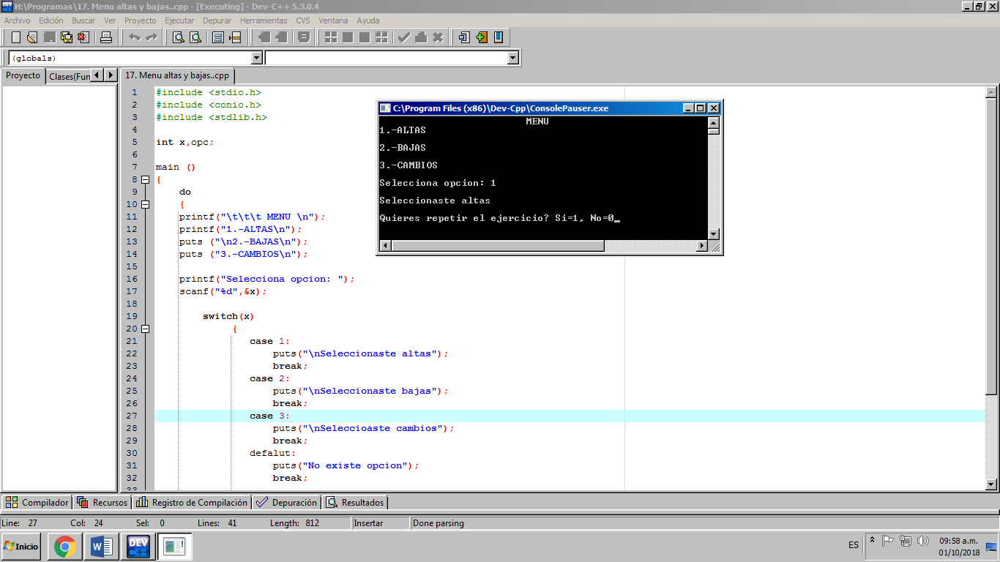 H:\Programas\17. Menu altas y bajas..cpp - [Executing] - Dev-C++ 5.3.0.4
Archivo Edición Buscar Ver Proyecto Ejecutar Depurar Herramientas CVS Ventana Ayuda
(globals)
Proyecto Clases(Fun 17. Menu altas y bajas..cpp
1 #include <stdio.h>
2 #include <conio.h>
3 #include <stdlib.h>
4
5 int x,opc;
6
7 main ()
8 {
9 do
10 {
11 printf("\t\t\t MENU \n");
12 printf("1.-ALTAS\n");
13 puts ("\n2.-BAJAS\n");
14 puts ("3.-CAMBIOS\n");
15
16 printf("Selecciona opcion: ");
17 scanf("%d",&x);
18
19 switch(x)
20 {
21 case 1:
22 puts("\nSeleccionaste altas");
23 break;
24 case 2:
25 puts("\nSeleccionaste bajas");
26 break;
27 case 3:
28 puts("\nSeleccioaste cambios");
29 break;
30 defalut:
31 puts("No existe opcion");
32 break;
33
C:\Program Files (x86)\Dev-Cpp\ConsolePauser.exe
MENU
1.-ALTAS
2.-BAJAS
3.-CAMBIOS
Selecciona opcion: 1
Seleccionaste altas
Quieres repetir el ejercicio? Si=1, No=0_
Compilador Recursos Registro de Compilación Depuración Resultados
Line: 27 Col: 24 Sel: 0 Lines: 41 Length: 812 Insertar Done parsing
Inicio DEV C++ ES 09:58 a.m.
01/10/2018